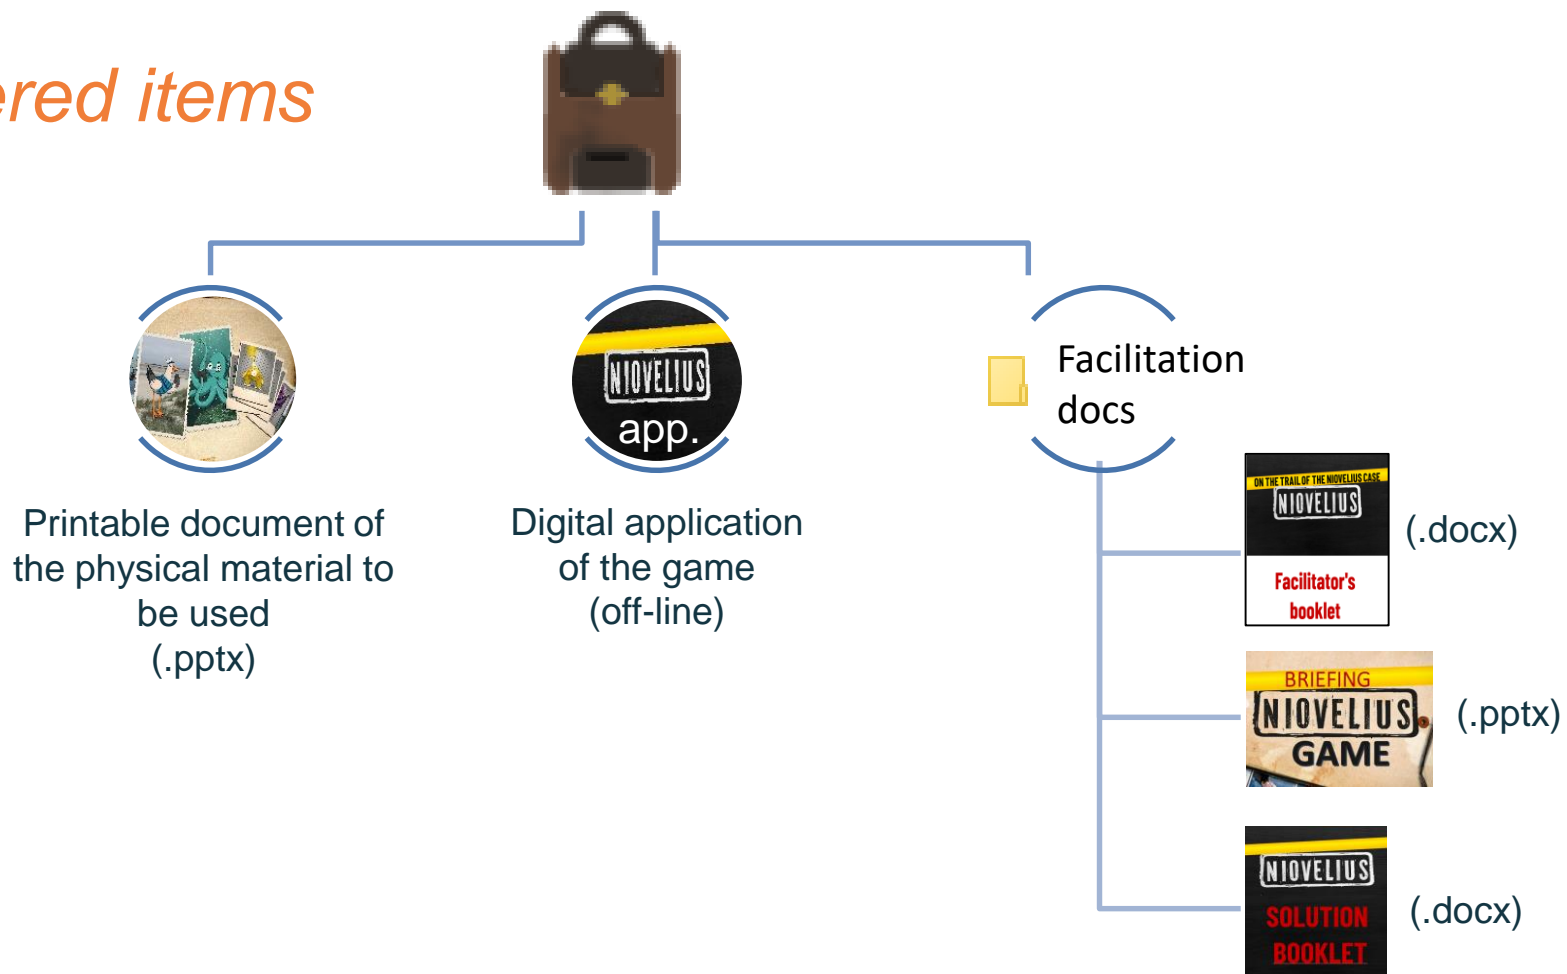 ered items
NIOVELIUS
app.
Facilitation
docs
Printable document of
the physical material to
be used
(.pptx)
Digital application
of the game
(off-line)
ON THE TRAIL OF THE NIOVELIUS CASE
NIOVELIUS
Facilitator's
booklet
(.docx)
BRIEFING
NIOVELIUS
GAME
(.pptx)
NIOVELIUS
SOLUTION
BOOKLET
(.docx)